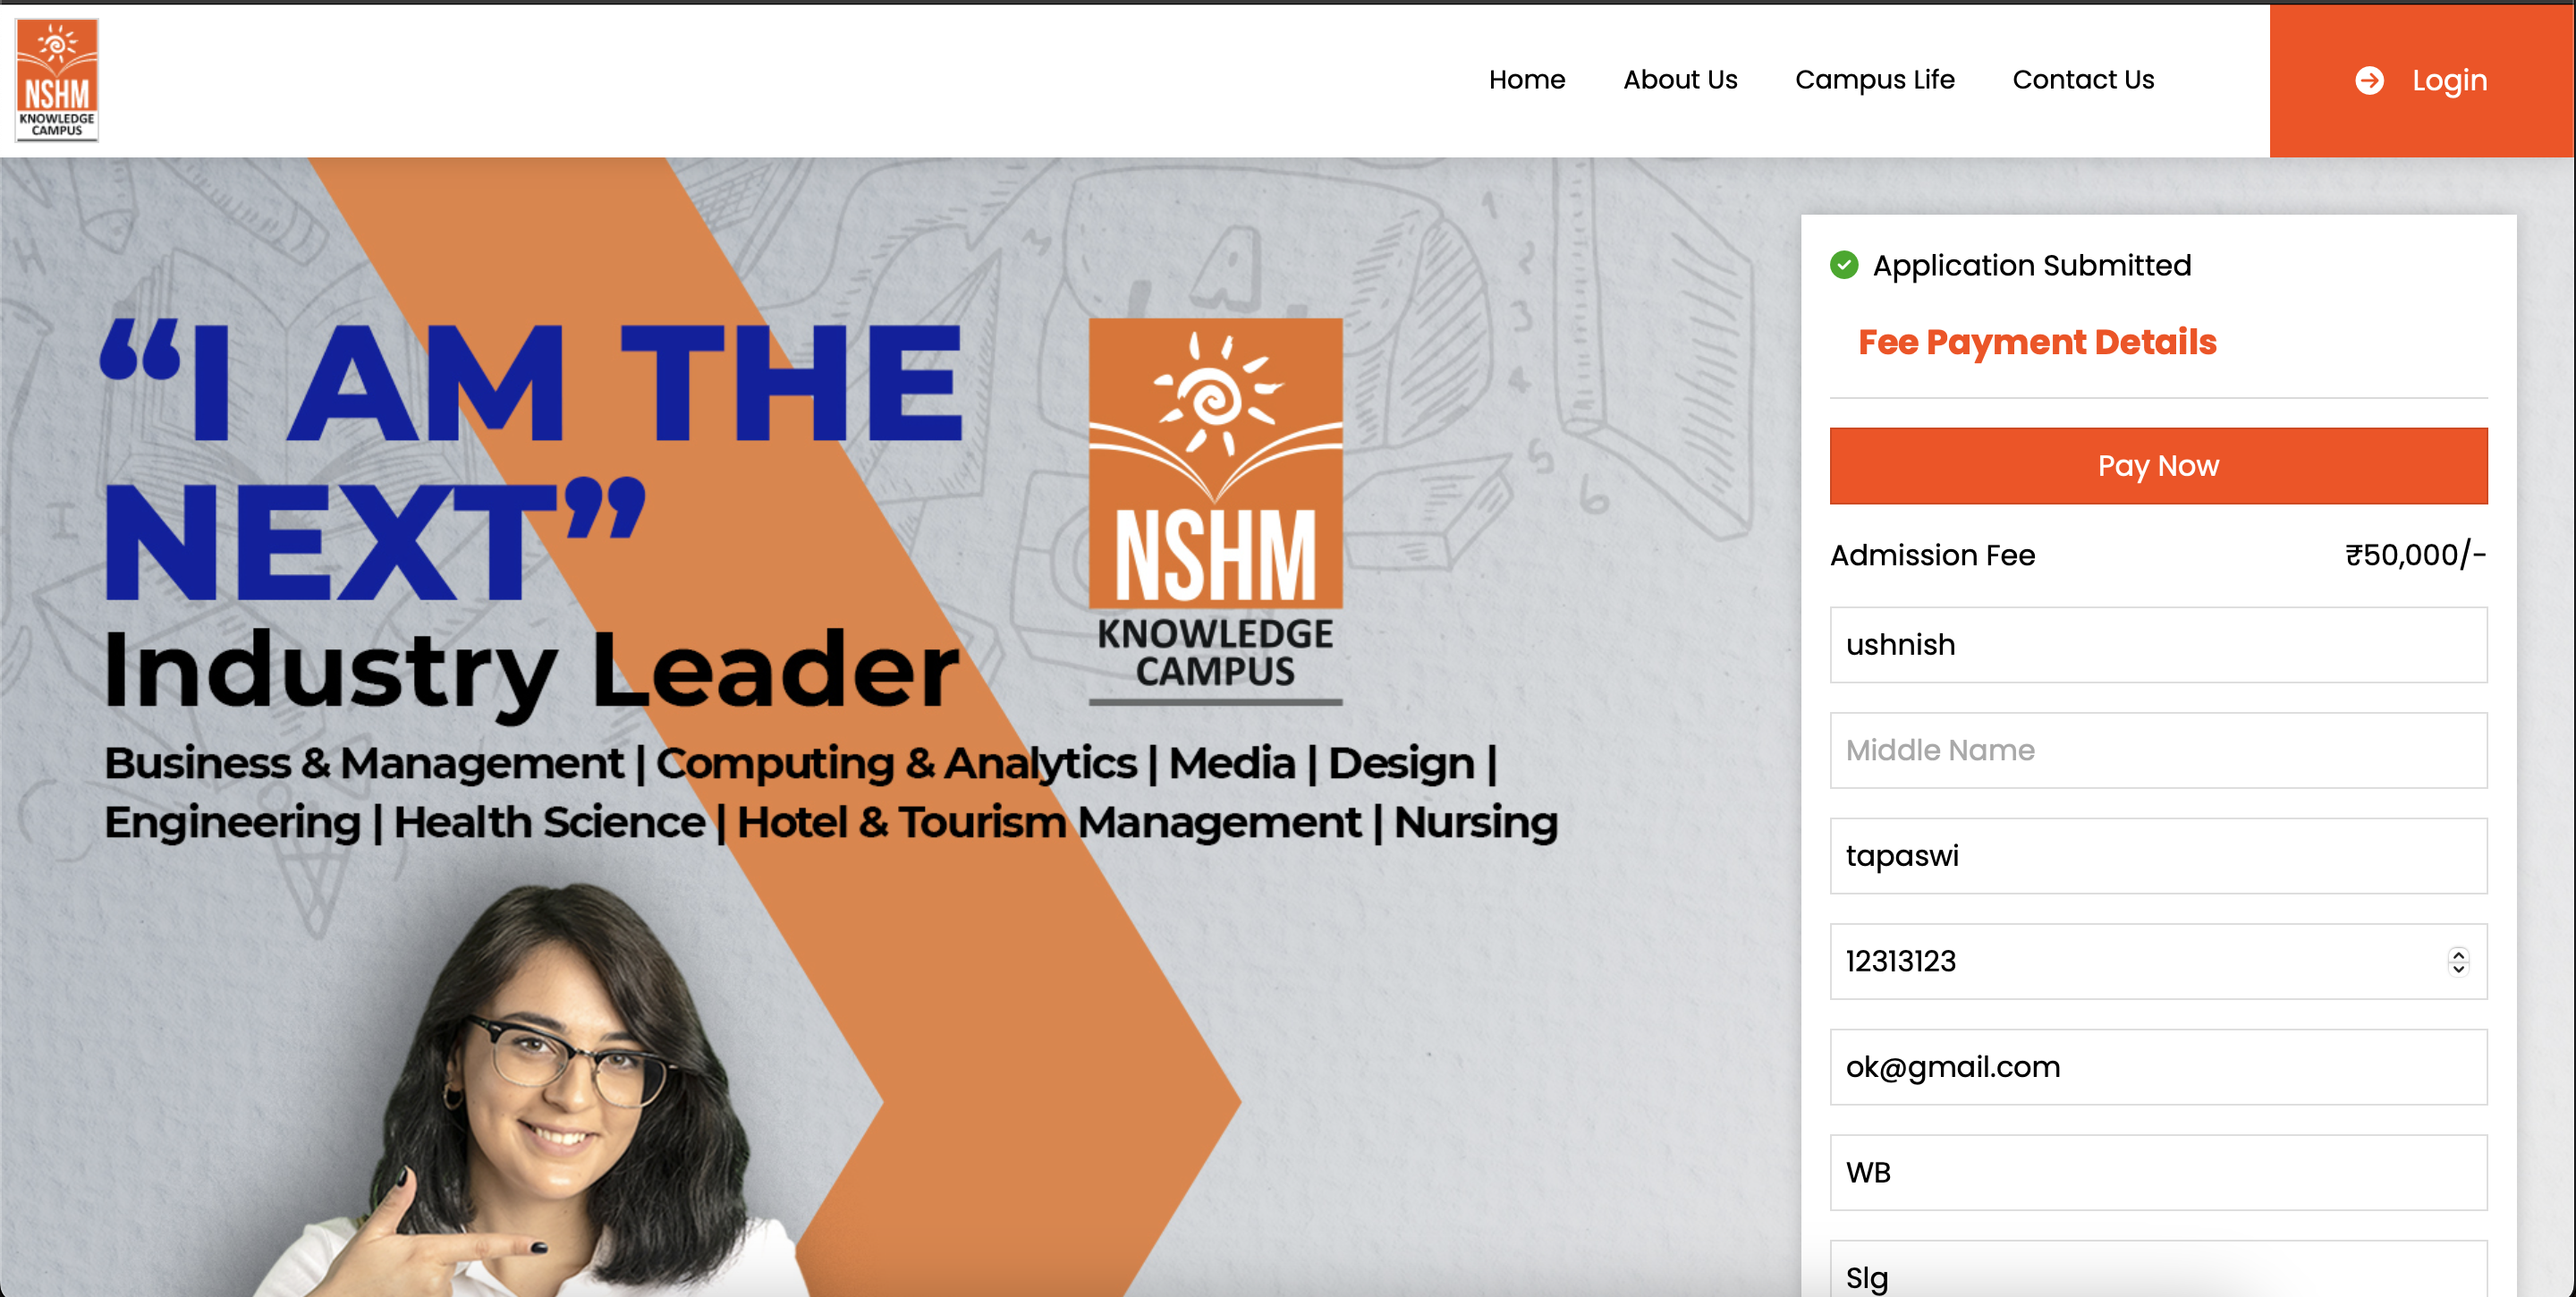 NSHM
KNOWLEDGE
CAMPUS
Home
About Us
Campus Life
Contact Us
Login
“I AM THE
NEXT”
Industry Leader
Business & Management | Computing & Analytics | Media | Design |
Engineering | Health Science | Hotel & Tourism Management | Nursing
NSHM
KNOWLEDGE
CAMPUS
Application Submitted
Fee Payment Details
Pay Now
Admission Fee ₹50,000/-
ushnish
Middle Name
tapaswi
12313123
ok@gmail.com
WB
Slg